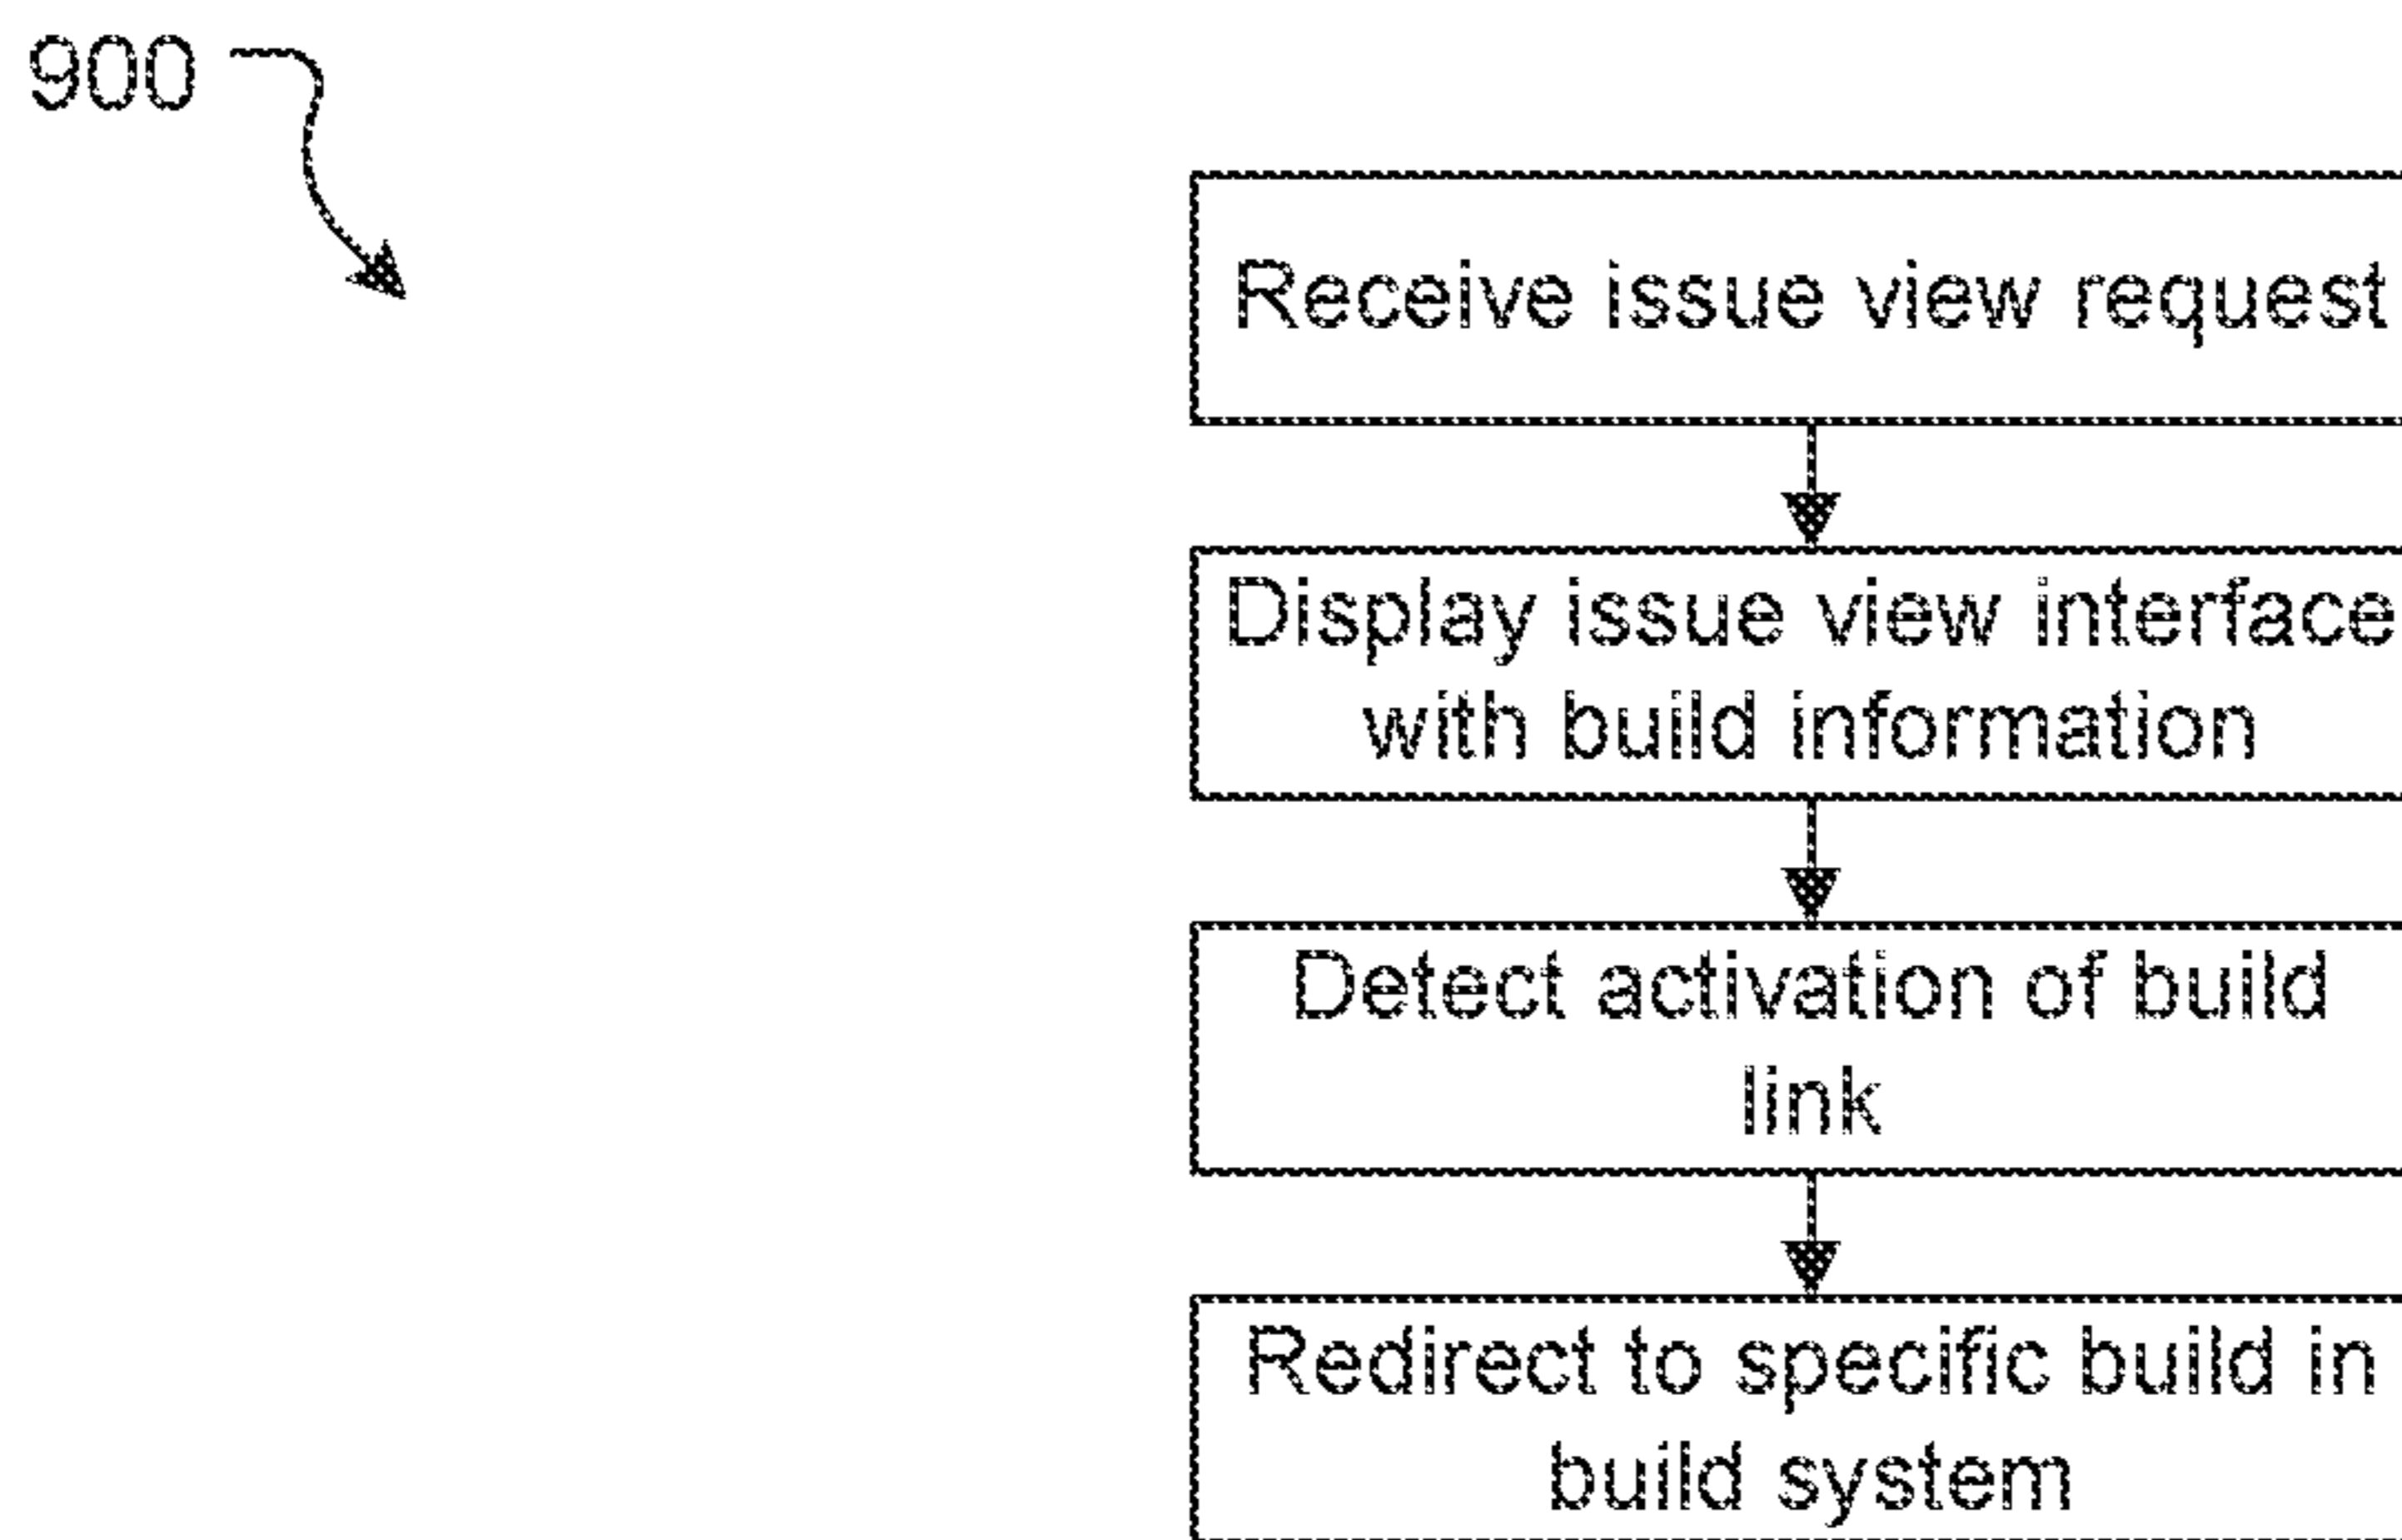 900
Receive issue view request
Display issue view interface
with build information
Detect activation of build
link
Redirect to specific build in
build system